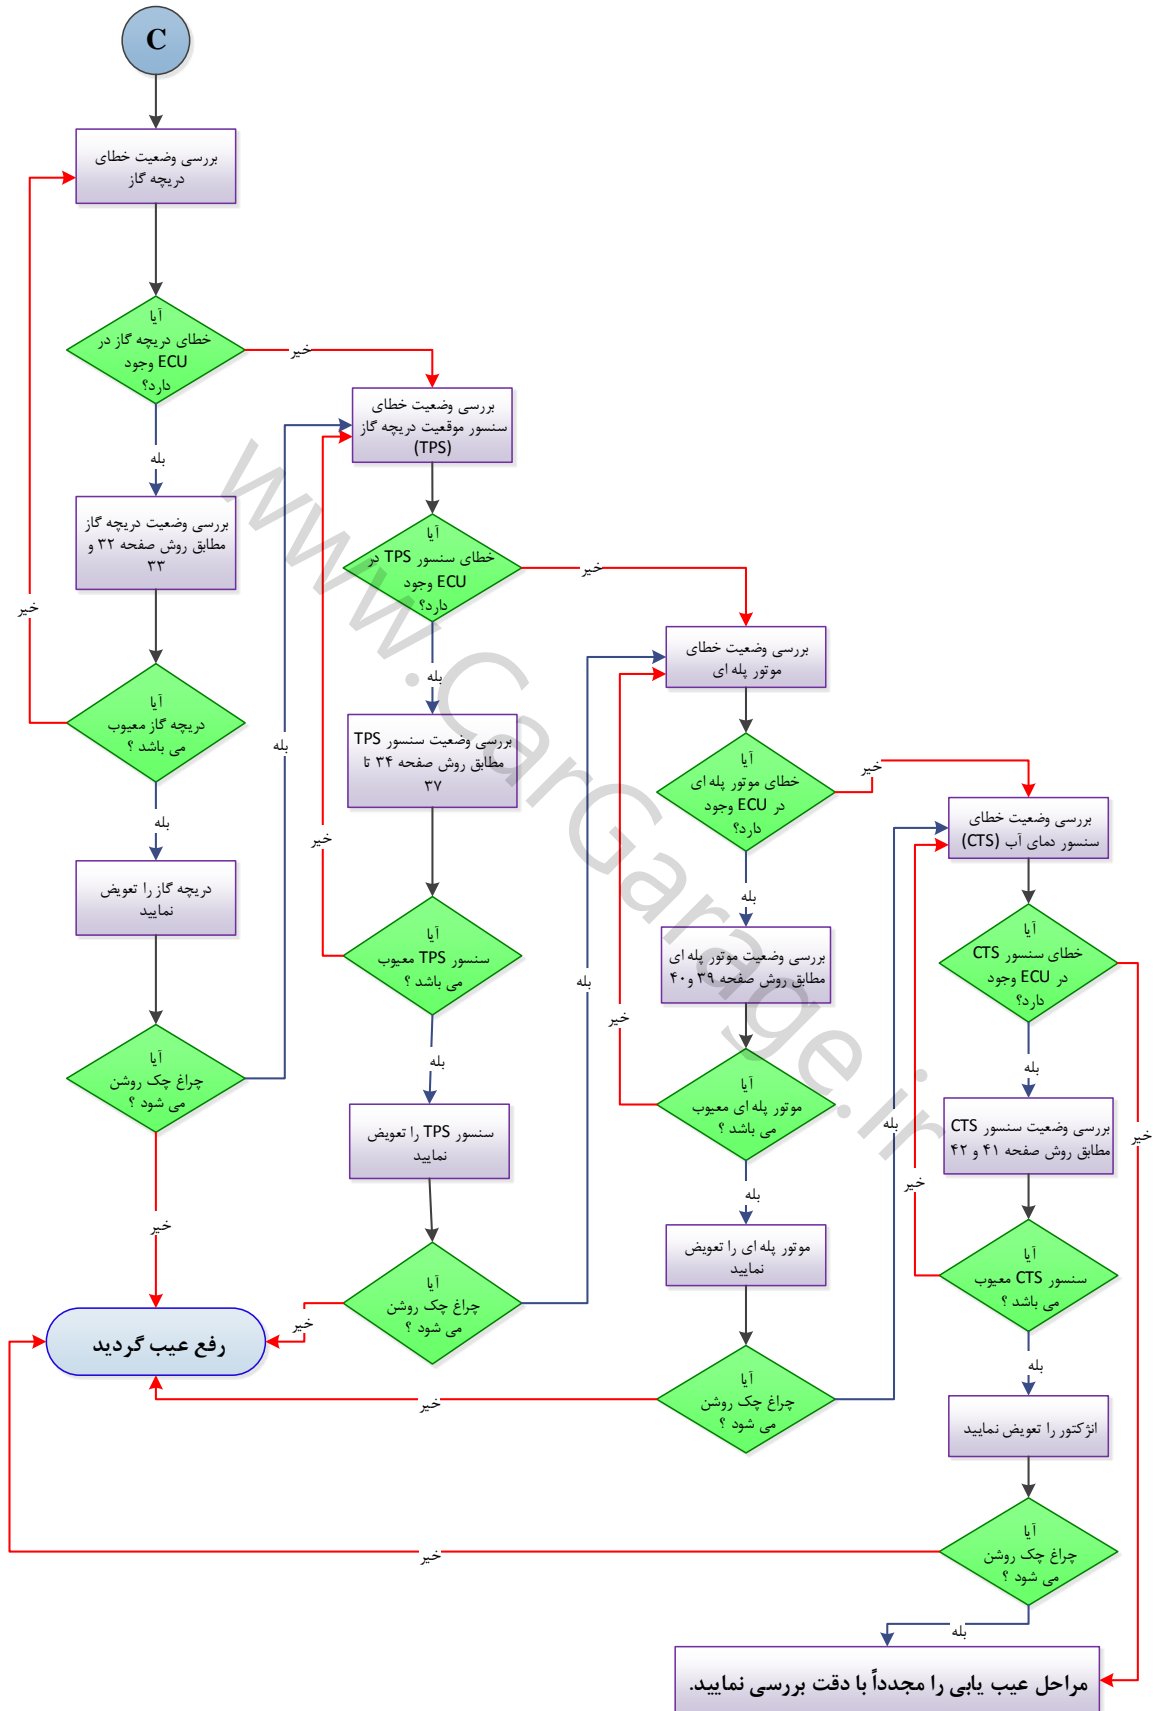 C
بررسی وضعیت خطای
دریچه گاز
آیا
خطای دریچه گاز در
ECU وجود
دارد؟
خیر
بله
بررسی وضعیت دریچه گاز
مطابق روش صفحه ۳۲ و
۳۳
خیر
آیا
دریچه گاز معیوب
می باشد ؟
بله
بله
دریچه گاز را تعویض
نمایید
آیا
چراغ چک روشن
می شود ؟
خیر
رفع عیب گردید
بررسی وضعیت خطای
سنسور موقعیت دریچه گاز
(TPS)
آیا
خطای سنسور TPS در
ECU وجود
دارد؟
خیر
بله
بررسی وضعیت سنسور TPS
مطابق روش صفحه ۳۴ تا
۳۷
خیر
آیا
سنسور TPS معیوب
می باشد ؟
بله
بله
سنسور TPS را تعویض
نمایید
آیا
چراغ چک روشن
می شود ؟
خیر
بررسی وضعیت خطای
موتور پله ای
آیا
خطای موتور پله ای
در ECU وجود
دارد؟
خیر
بله
بررسی وضعیت موتور پله ای
مطابق روش صفحه ۳۹ و۴۰
خیر
آیا
موتور پله ای معیوب
می باشد ؟
بله
بله
موتور پله ای را تعویض
نمایید
آیا
چراغ چک روشن
می شود ؟
خیر
بررسی وضعیت خطای
سنسور دمای آب (CTS)
آیا
خطای سنسور CTS
در ECU وجود
دارد؟
بله
خیر
بررسی وضعیت سنسور CTS
مطابق روش صفحه ۴۱ و ۴۲
خیر
آیا
سنسور CTS معیوب
می باشد ؟
بله
انژکتور را تعویض نمایید
آیا
چراغ چک روشن
می شود ؟
خیر
بله
مراحل عیب یابی را مجدداً با دقت بررسی نمایید.
www.CarGarage.ir